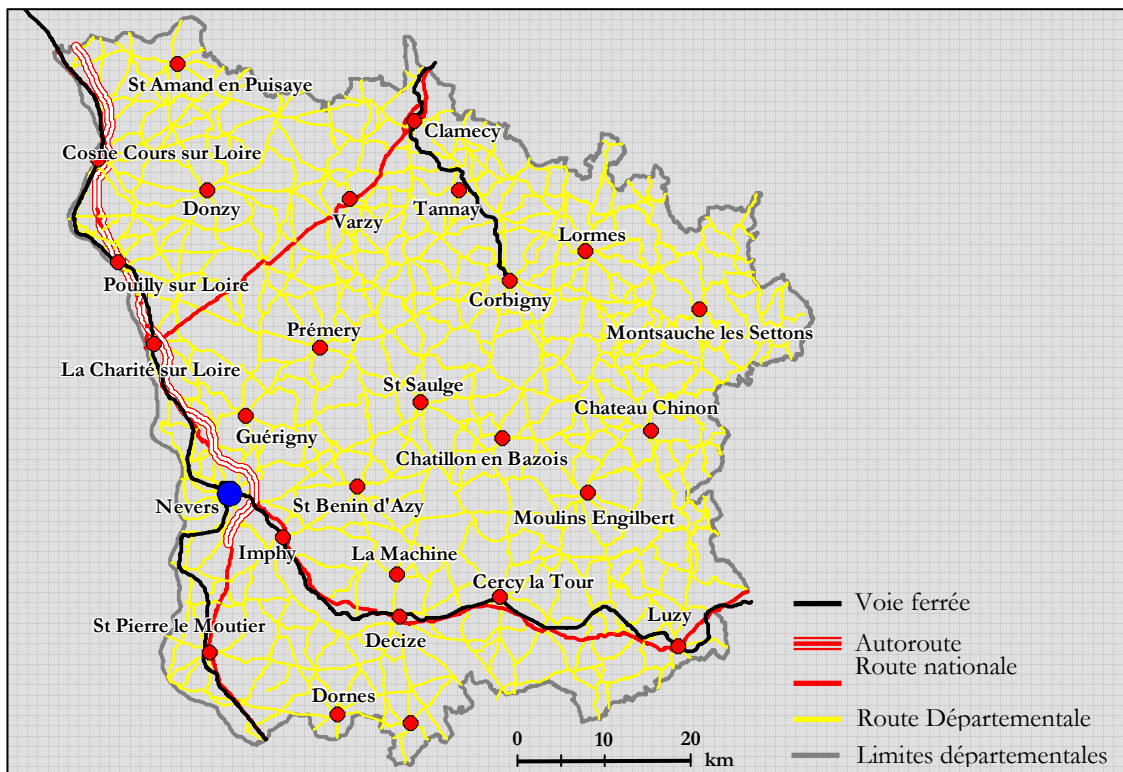 St Amand en Puisaye
Clamecy
Cosne Cours sur Loire
Donzy
Varzy
Tannay
Lormes
Pouilly sur Loire
Corbigny
Montsauche les Settons
Prémery
La Charité sur Loire
St Saulge
Chateau Chinon
Guérigny
Chatillon en Bazois
Nevers
St Benin d'Azy
Moulins Engilbert
Imphy
La Machine
Cercy la Tour
St Pierre le Moutier
Decize
Luzy
Dornes
Voie ferrée
Autoroute
Route nationale
Route Départementale
Limites départementales
0 10 20
km